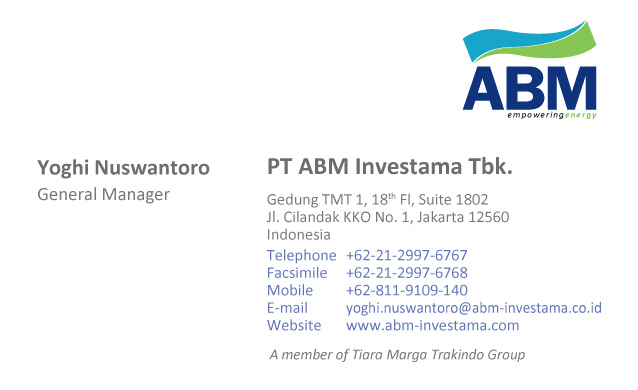 ABM
empoweringenergy
Yoghi Nuswantoro
General Manager
PT ABM Investama Tbk.
Gedung TMT 1, 18th Fl, Suite 1802
Jl. Cilandak KKO No. 1, Jakarta 12560
Indonesia
Telephone +62-21-2997-6767
Facsimile +62-21-2997-6768
Mobile +62-811-9109-140
E-mail yoghi.nuswantoro@abm-investama.co.id
Website www.abm-investama.com
A member of Tiara Marga Trakindo Group